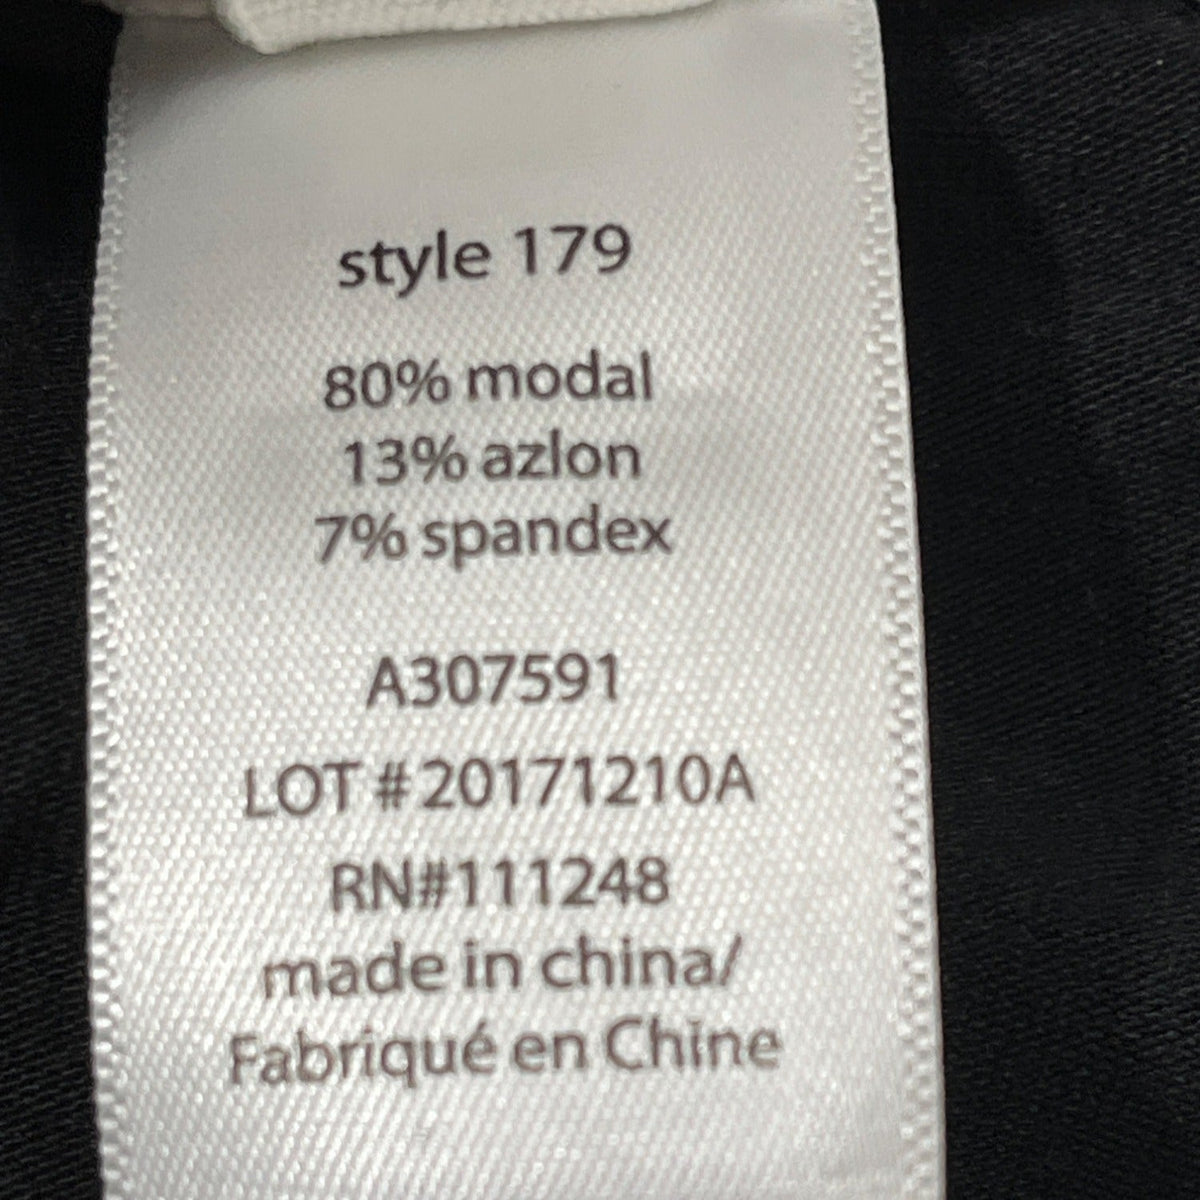 style 179
80% modal
13% azlon
7% spandex
A307591
LOT #20171210A
RN#111248
made in china/
Fabriqué en Chine